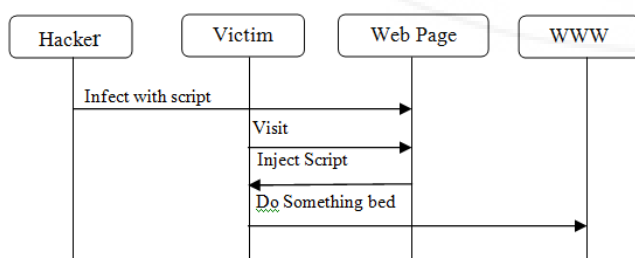 Hacker
Victim
Web Page
WWW
Infect with script
Visit
Inject Script
Do Something bed